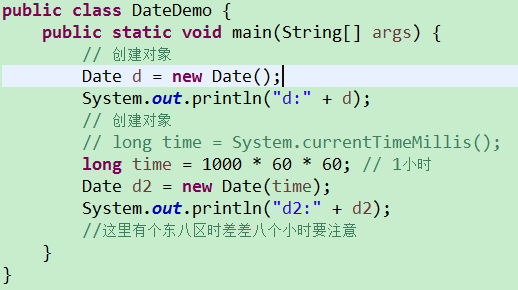 public class DateDemo {
    public static void main(String[] args) {
        // 创建对象
        Date d = new Date();
        System.out.println("d:" + d);
        // 创建对象
        // long time = System.currentTimeMillis();
        long time = 1000 * 60 * 60; // 1小时
        Date d2 = new Date(time);
        System.out.println("d2:" + d2);
        //这里有个东八区时差差八个小时要注意
    }
}